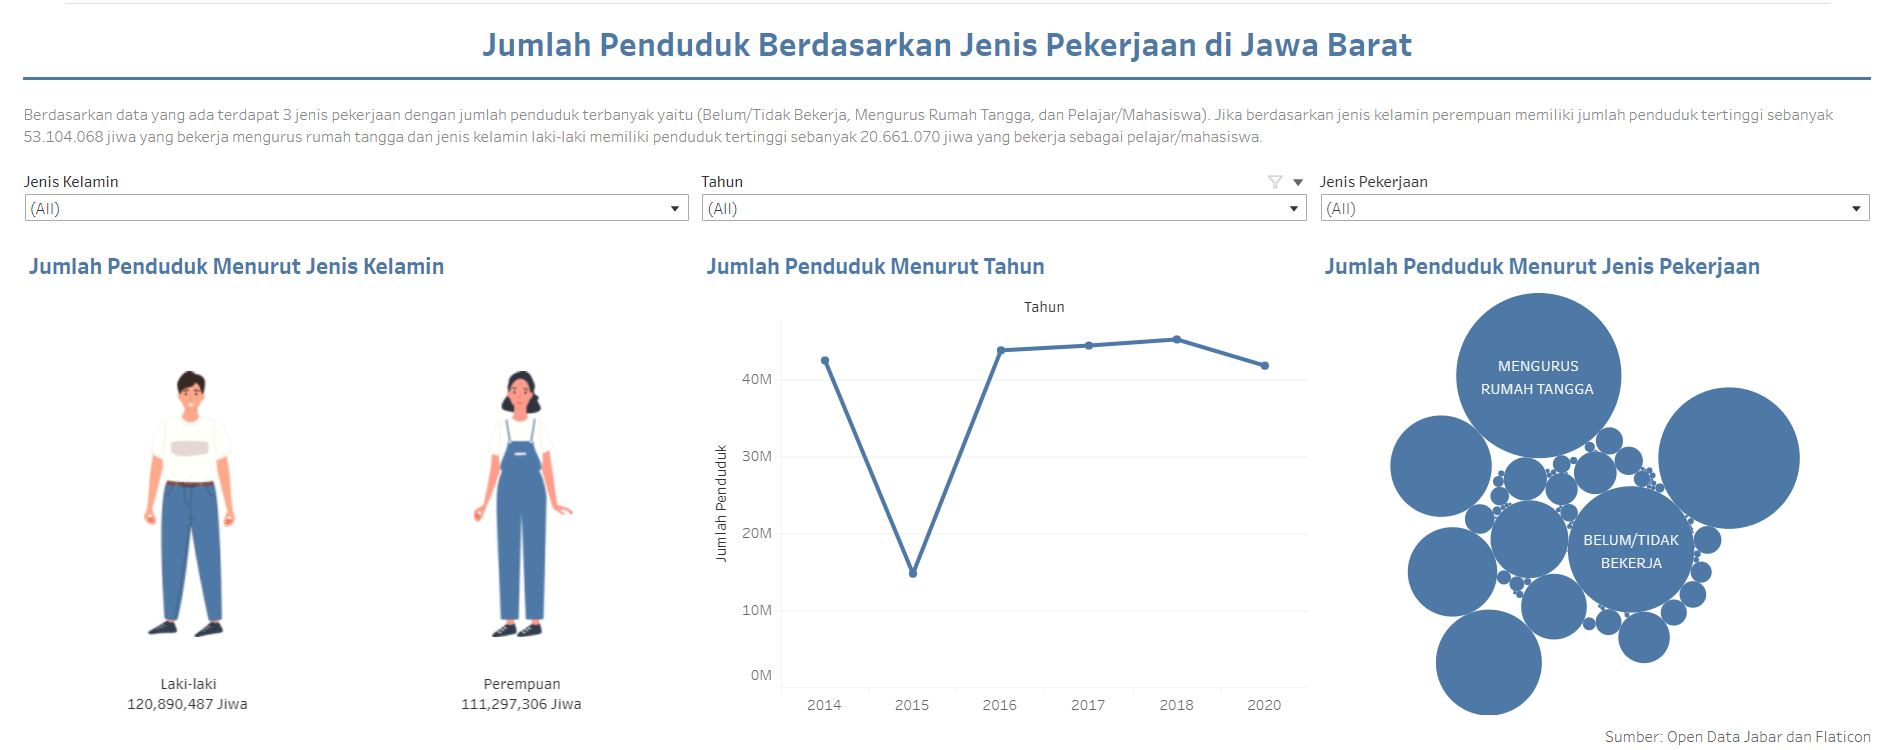 Jumlah Penduduk Berdasarkan Jenis Pekerjaan di Jawa Barat
Berdasarkan data yang ada terdapat 3 jenis pekerjaan dengan jumlah penduduk terbanyak yaitu (Belum/Tidak Bekerja, Mengurus Rumah Tangga, dan Pelajar/Mahasiswa). Jika berdasarkan jenis kelamin perempuan memiliki jumlah penduduk tertinggi sebanyak
53.104.068 jiwa yang bekerja mengurus rumah tangga dan jenis kelamin laki-laki memiliki penduduk tertinggi sebanyak 20.661.070 jiwa yang bekerja sebagai pelajar/mahasiswa.
Jenis Kelamin
(All)
Tahun
(All)
Jenis Pekerjaan
(All)
Jumlah Penduduk Menurut Jenis Kelamin
Laki-laki
120,890,487 Jiwa
Perempuan
111,297,306 Jiwa
Jumlah Penduduk Menurut Tahun
Tahun
Jumlah Penduduk
40M
30M
20M
10M
0M
2014
2015
2016
2017
2018
2020
Jumlah Penduduk Menurut Jenis Pekerjaan
MENGURUS
RUMAH TANGGA
BELUM/TIDAK
BEKERJA
Sumber: Open Data Jabar dan Flaticon